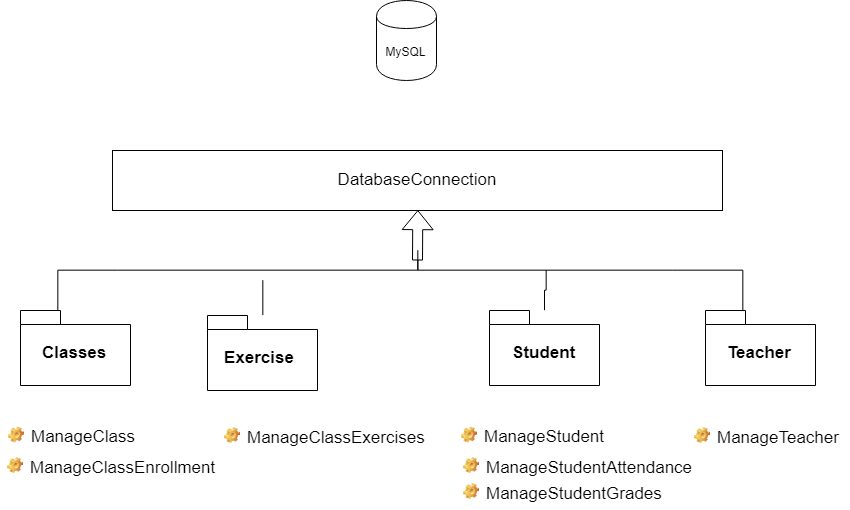 MySQL
DatabaseConnection
Classes
Exercise
Student
Teacher
ManageClass
ManageClassEnrollment
ManageClassExercises
ManageStudent
ManageStudentAttendance
ManageStudentGrades
ManageTeacher